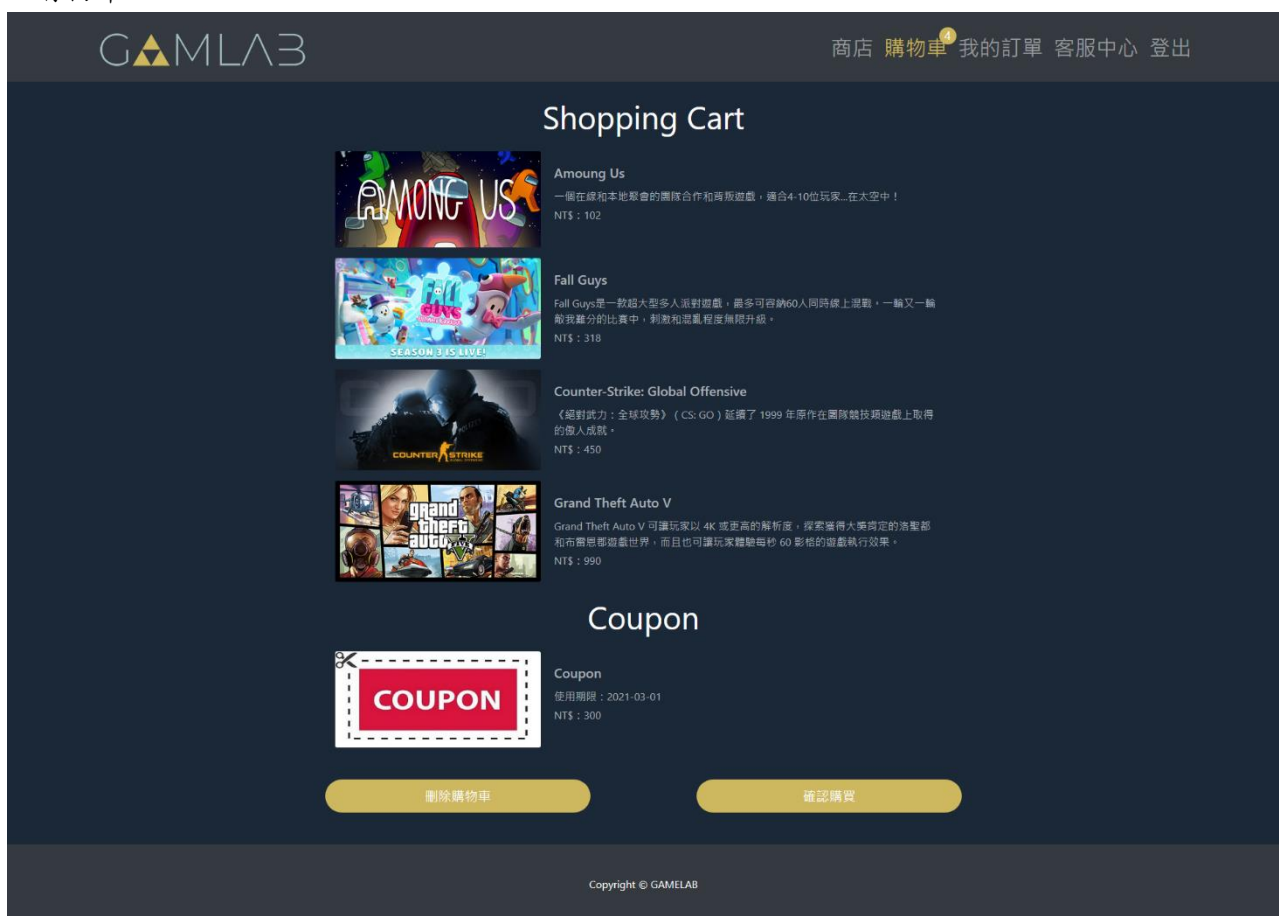 GAMLAB
商店 購物車 4 我的訂單 客服中心 登出
Shopping Cart
AMONG US
Amoung Us
一個在線和本地聚會的團隊合作和背叛遊戲，適合4-10位玩家...在太空中！
NT$：102
FALL GUYS
SEASON 3 IS LIVE!
Fall Guys
Fall Guys是一款超大型多人派對遊戲，最多可容納60人同時線上混戰，一輪又一輪
敵我難分的比賽中，刺激和混亂程度無限升級。
NT$：318
COUNTER STRIKE
Counter-Strike: Global Offensive
《絕對武力：全球攻勢》（ CS: GO ) 延續了 1999 年原作在團隊競技類遊戲上取得
的傲人成就。
NT$：450
grand
theft
auto
V
Grand Theft Auto V
Grand Theft Auto V 可讓玩家以 4K 或更高的解析度，探索獲得大獎肯定的洛聖都
和布雷恩郡遊戲世界，而且也可讓玩家體驗每秒 60 影格的遊戲執行效果。
NT$：990
Coupon
COUPON
Coupon
使用期限：2021-03-01
NT$：300
刪除購物車
確認購買
Copyright © GAMELAB